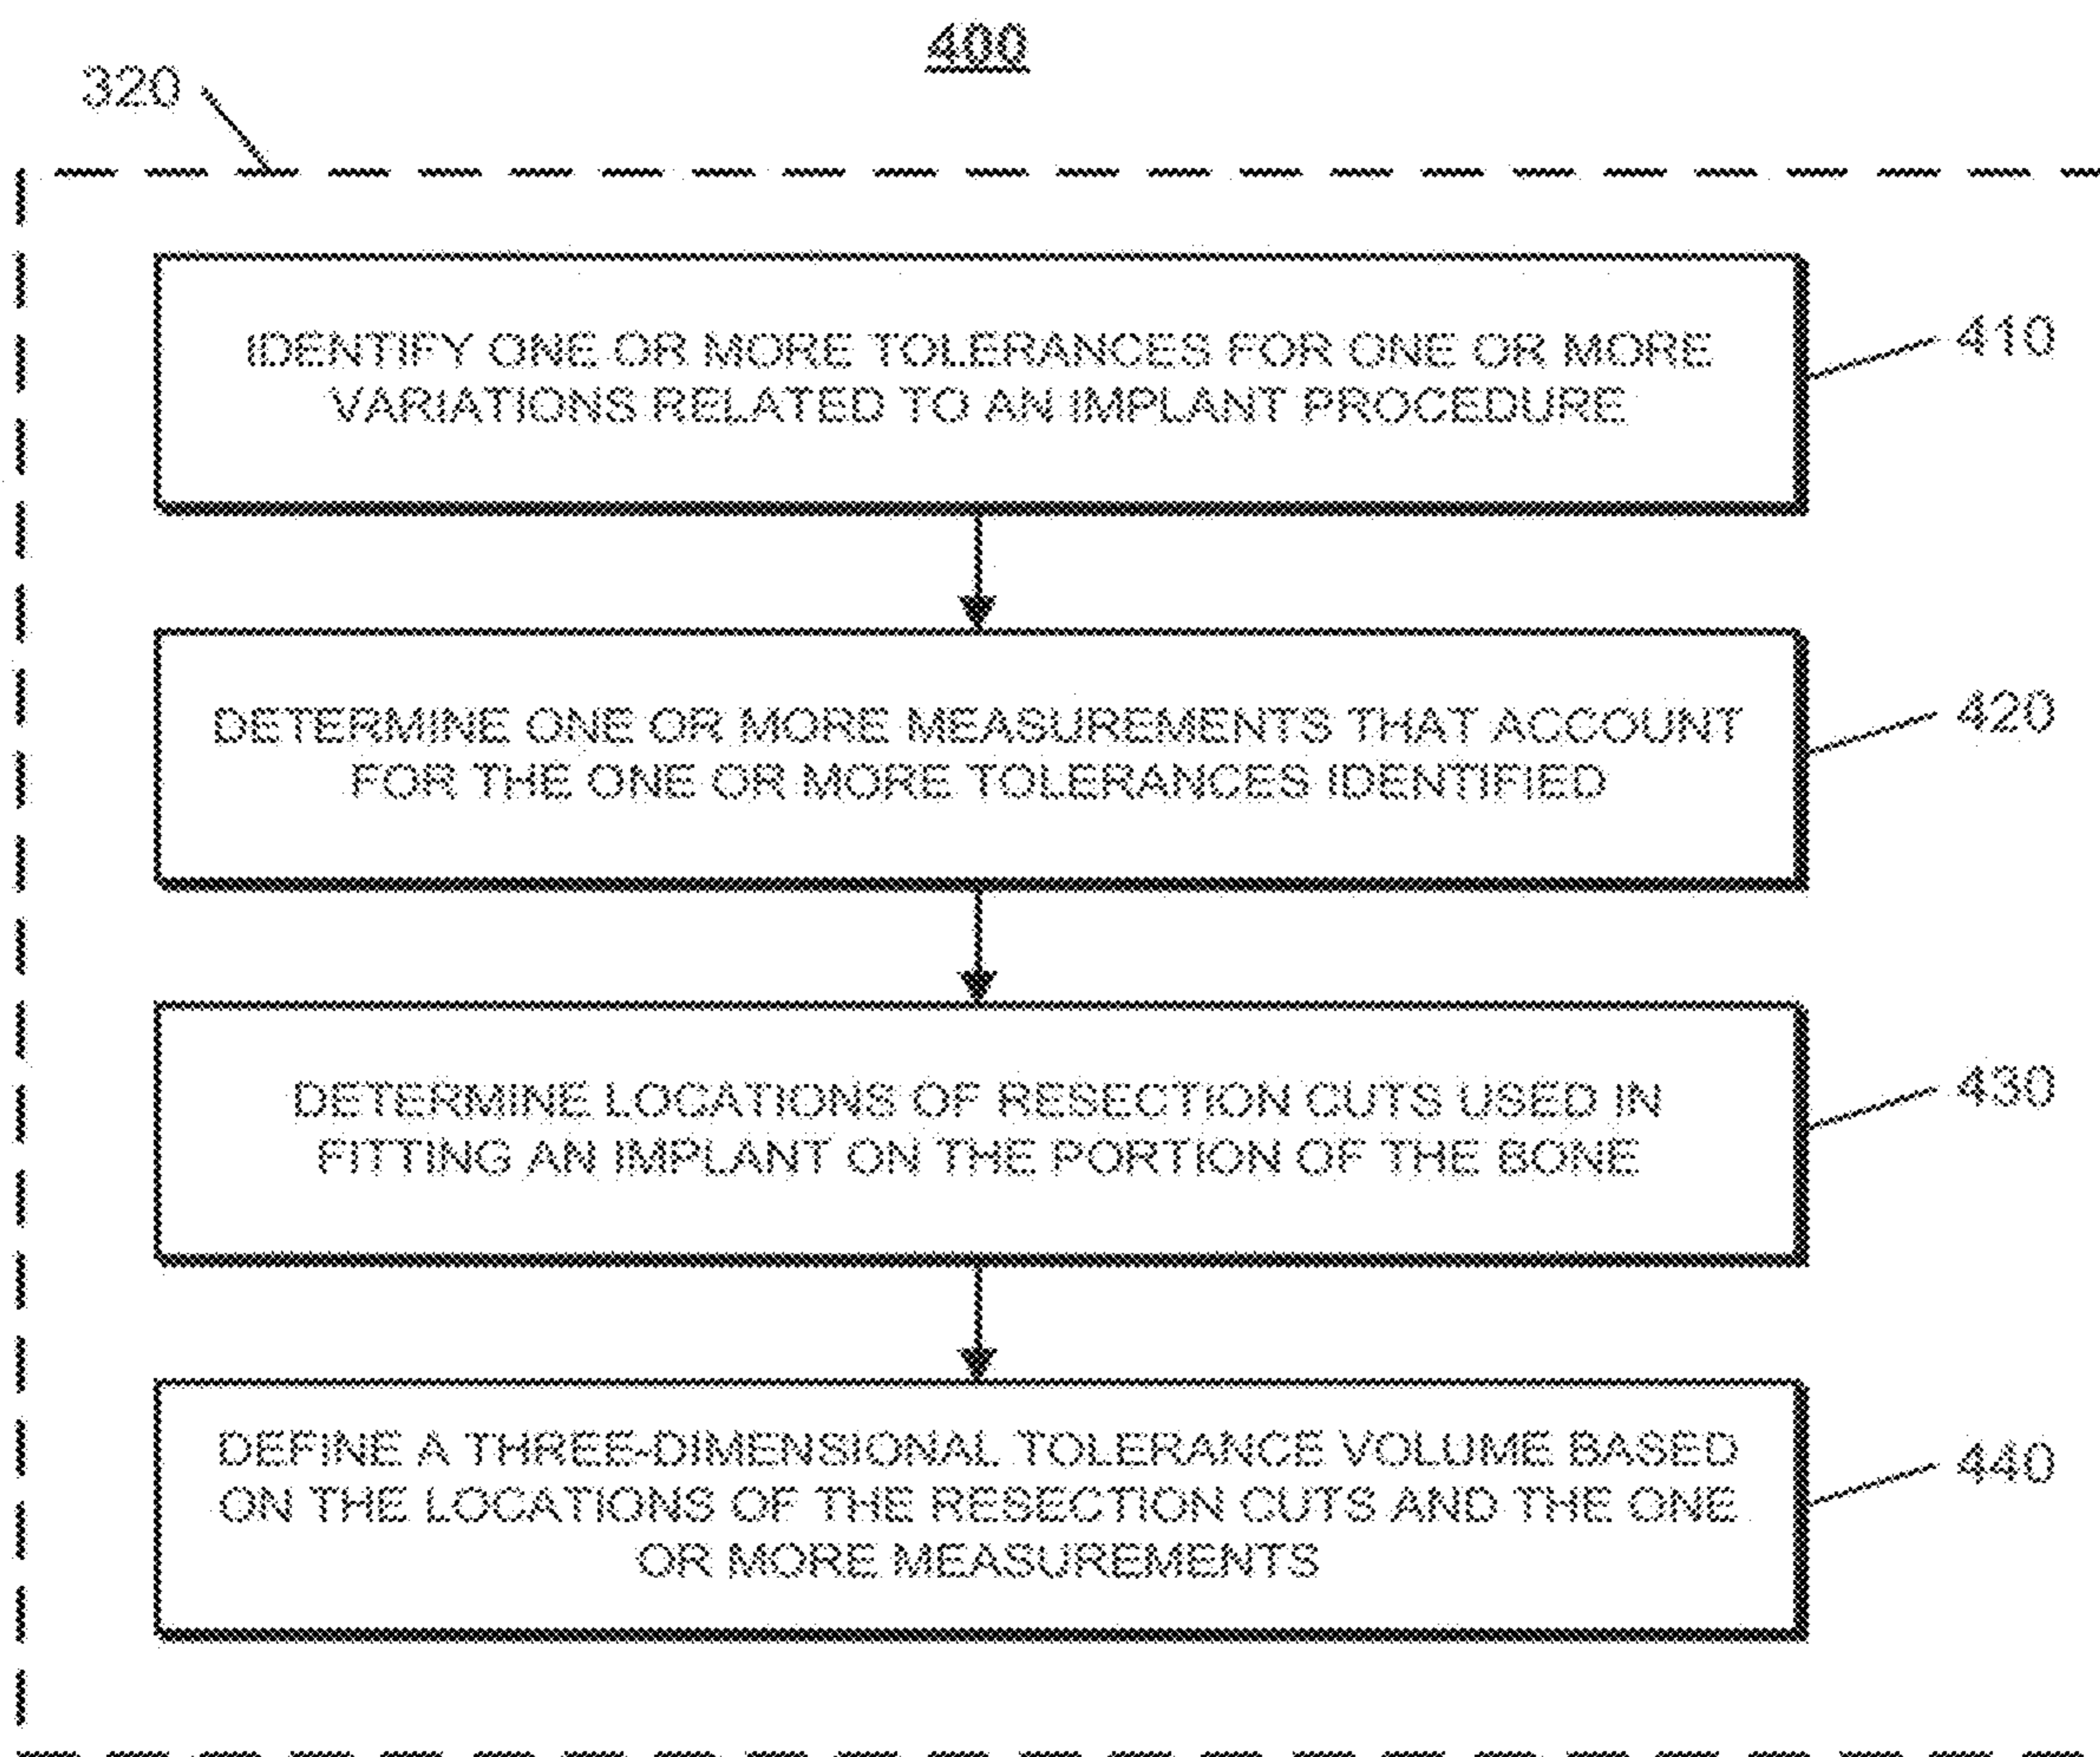 400
320
IDENTIFY ONE OR MORE TOLERANCES FOR ONE OR MORE
VARIATIONS RELATED TO AN IMPLANT PROCEDURE
410
DETERMINE ONE OR MORE MEASUREMENTS THAT ACCOUNT
FOR THE ONE OR MORE TOLERANCES IDENTIFIED
420
DETERMINE LOCATIONS OF RESECTION CUTS USED IN
FITTING AN IMPLANT ON THE PORTION OF THE BONE
430
DEFINE A THREE-DIMENSIONAL TOLERANCE VOLUME BASED
ON THE LOCATIONS OF THE RESECTION CUTS AND THE ONE
OR MORE MEASUREMENTS
440